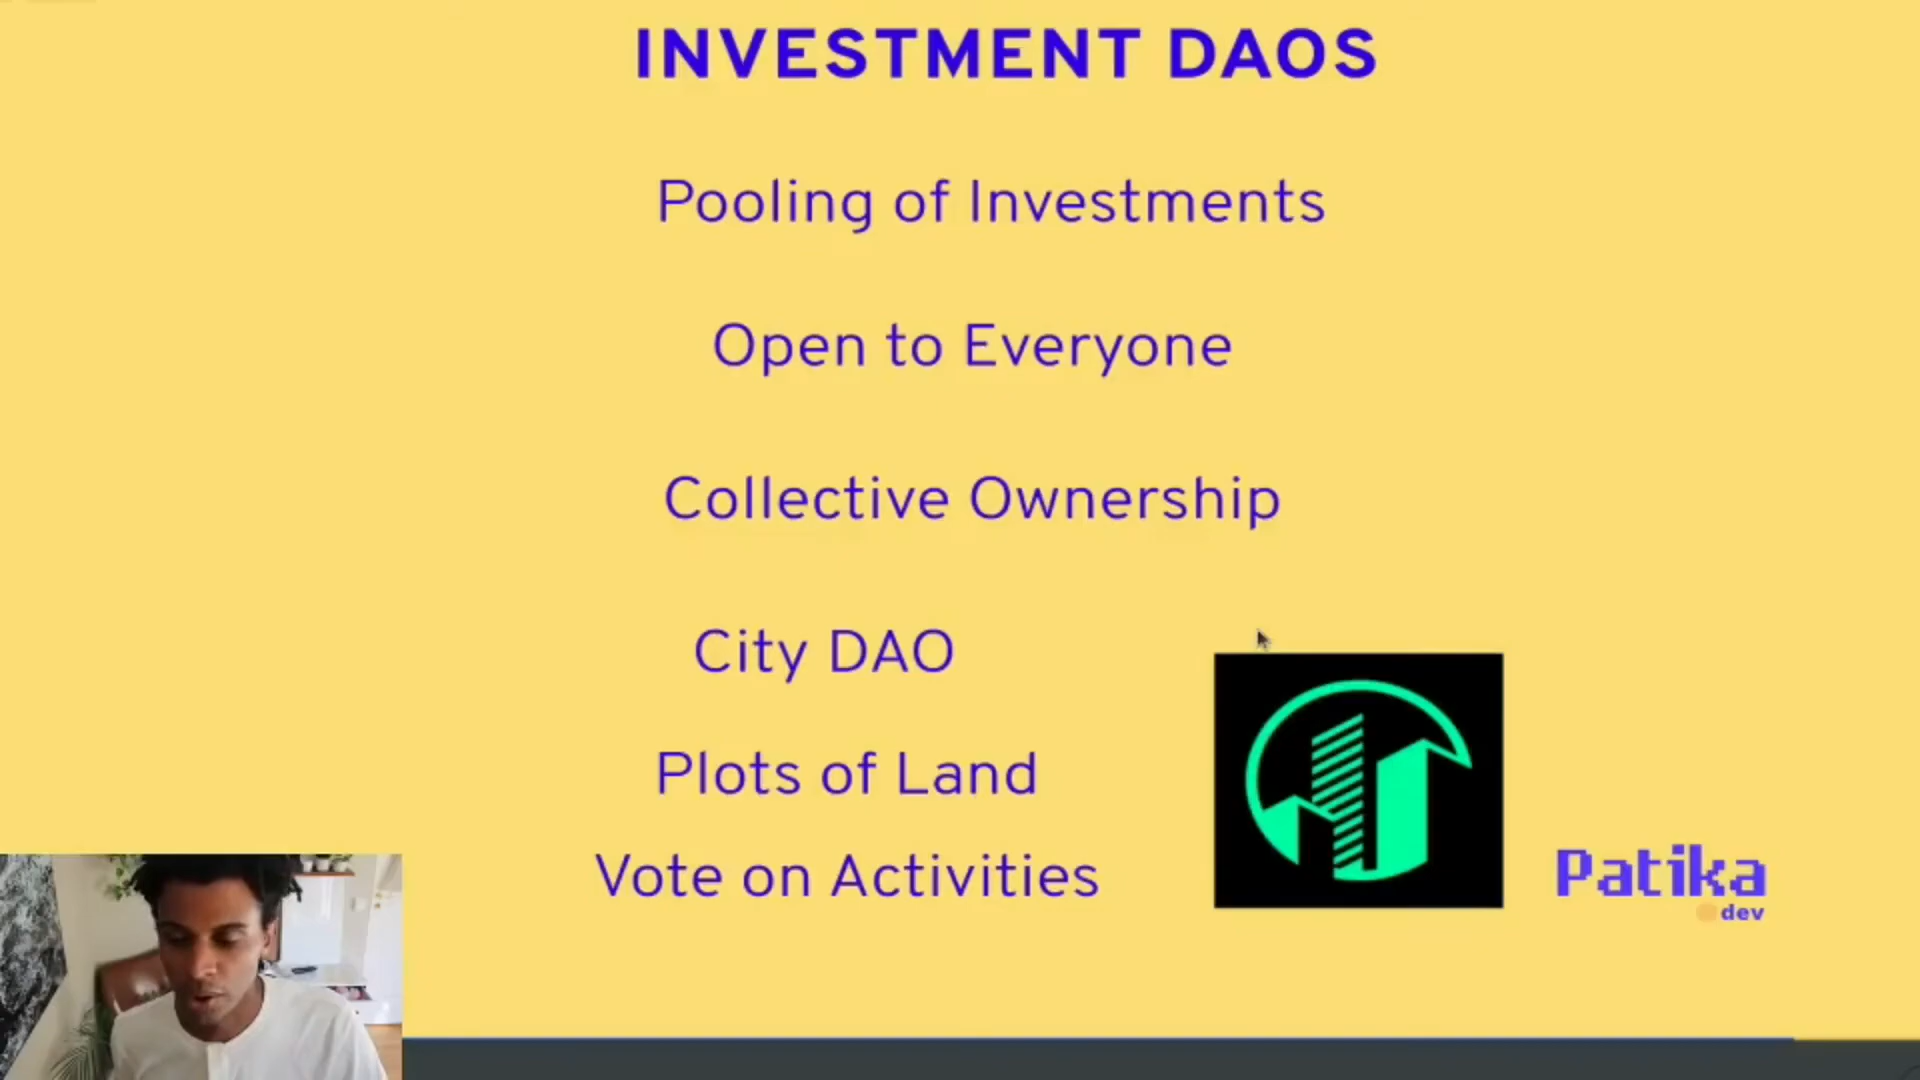 INVESTMENT DAOS
Pooling of Investments
Open to Everyone
Collective Ownership
City DAO
Plots of Land
Vote on Activities
Patika
dev